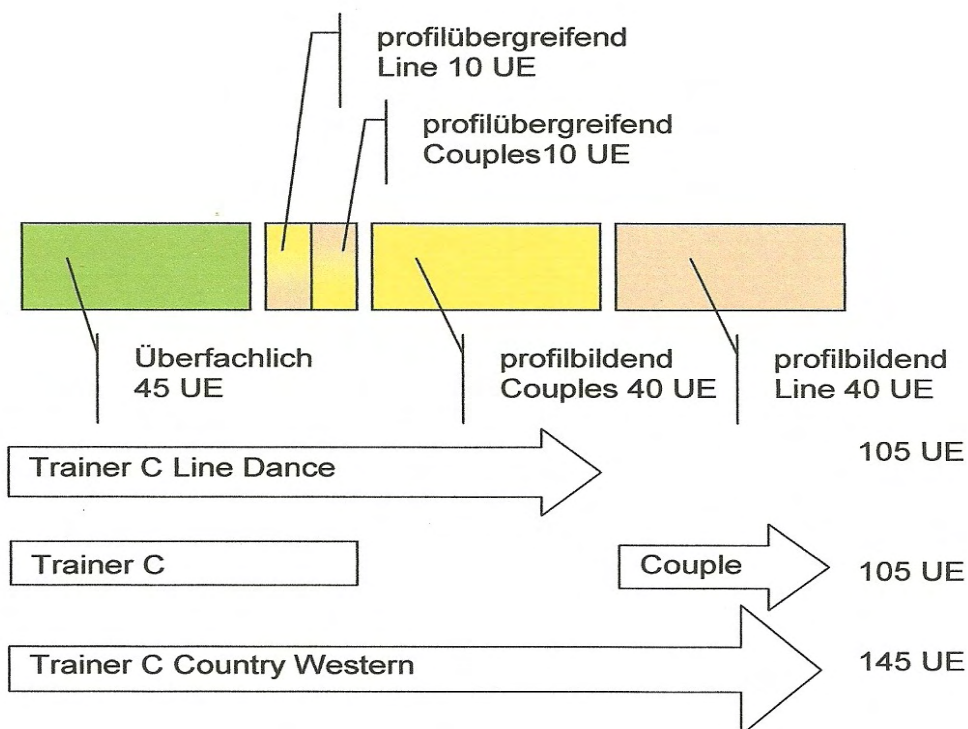 profilübergreifend
Line 10 UE
profilübergreifend
Couples10 UE
Überfachlich
45 UE
profilbildend
Couples 40 UE
profilbildend
Line 40 UE
Trainer C Line Dance
105 UE
Trainer C
Couple
105 UE
Trainer C Country Western
145 UE